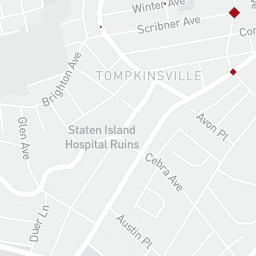 Winter Ave
Scribner Ave
TOMPKINSVILLE
Brighton Ave
Glen Ave
Staten Island
Hospital Ruins
Avon Pl
Cebra Ave
Duer Ln
Austin Pl